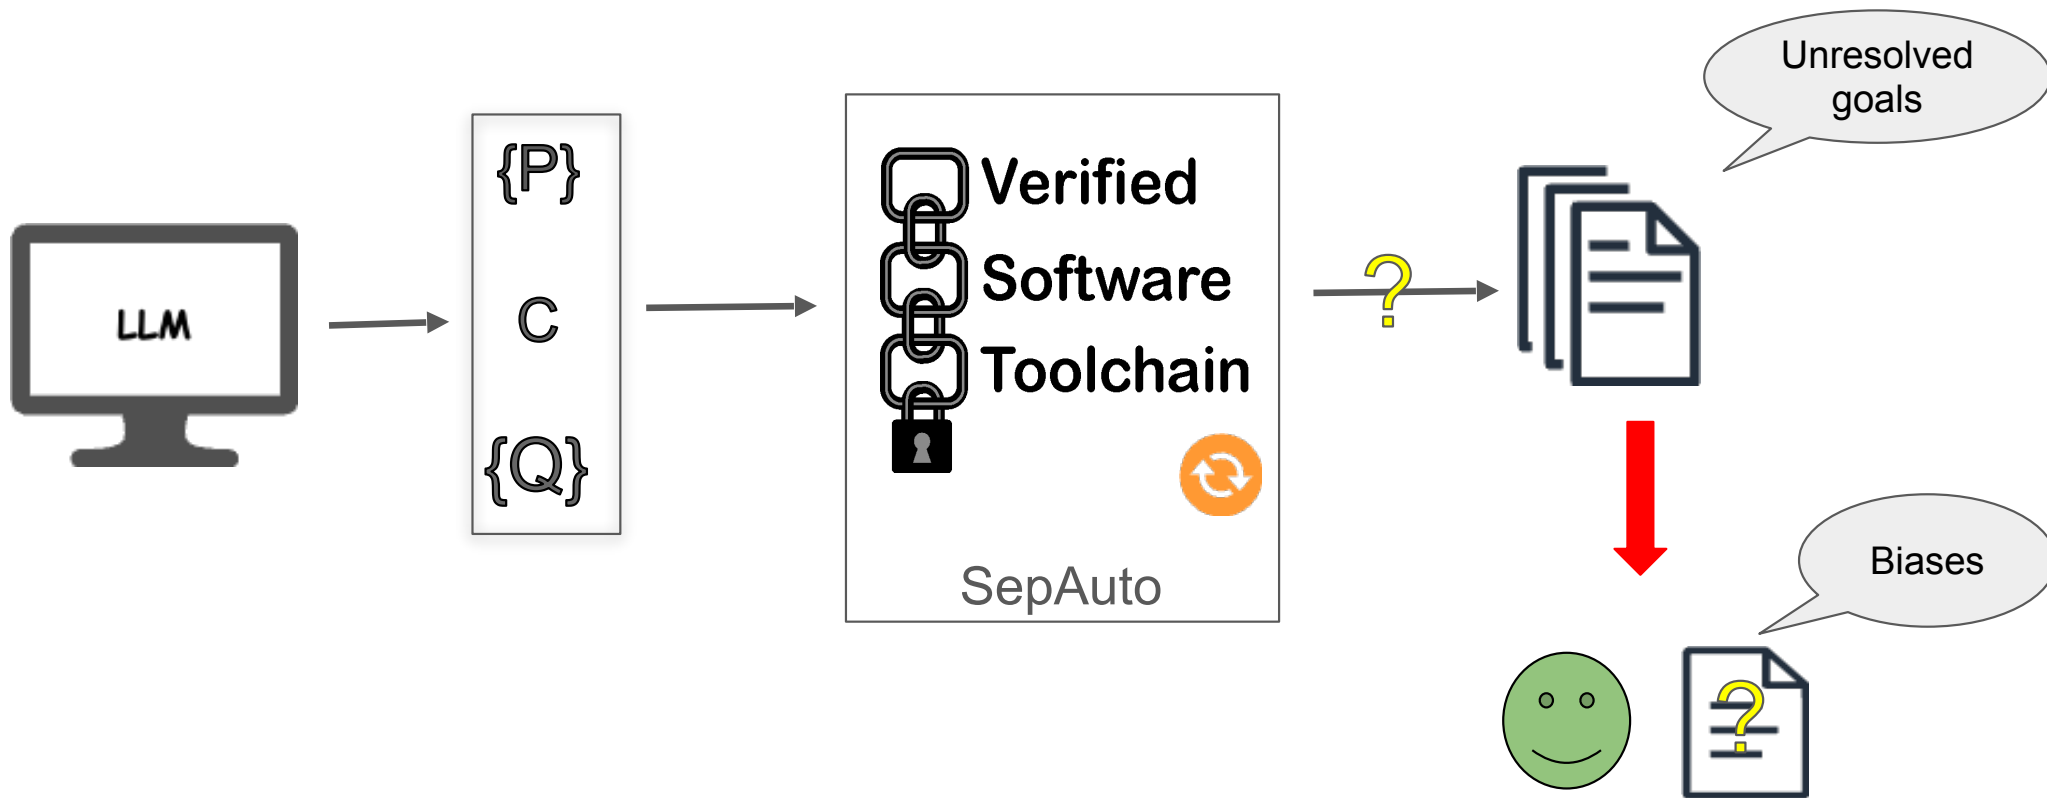 LLM
{P}
C
{Q}
Verified
Software
Toolchain
SepAuto
?
Unresolved
goals
Biases
?